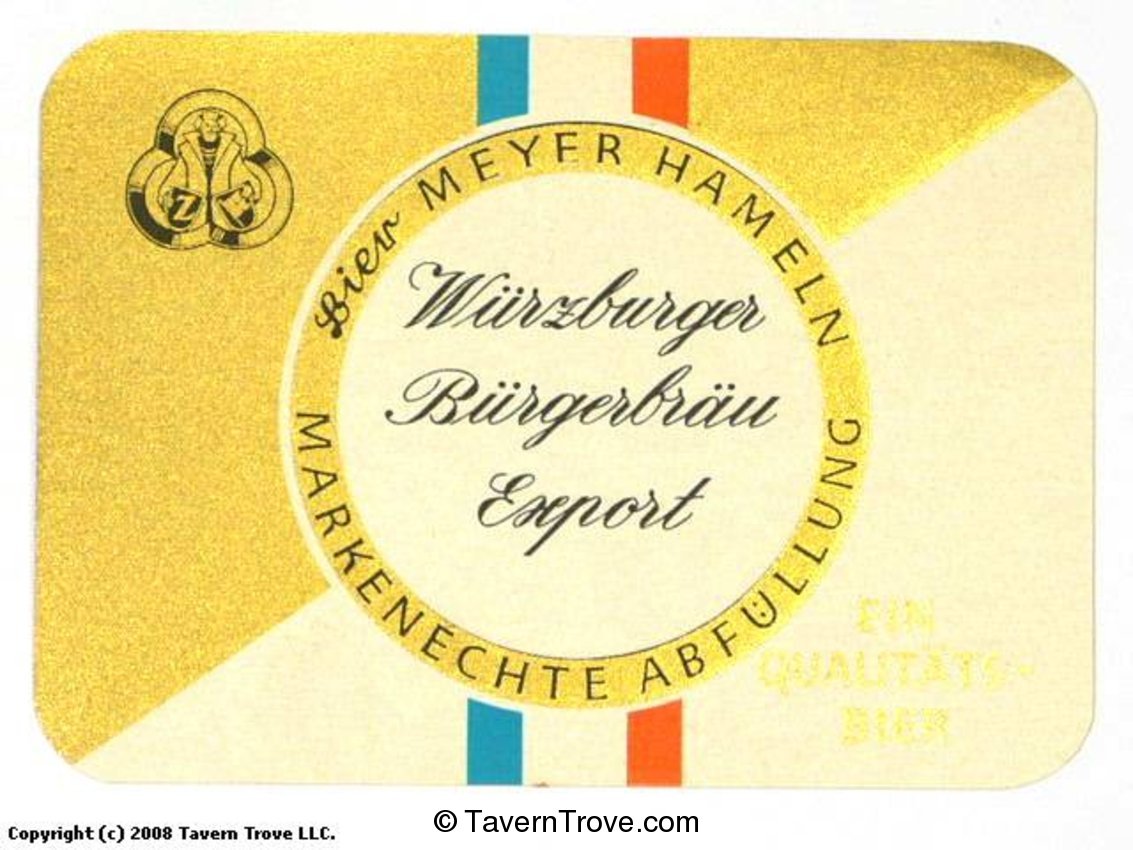 Bier MEYER HAMELN
Würzburger
Bürgerbräu
Export
MARKENECHTE ABFÜLLUNG
EIN
QUALITÄTS-
BIER
Z
Copyright (c) 2008 Tavern Trove LLC.
© TavernTrove.com